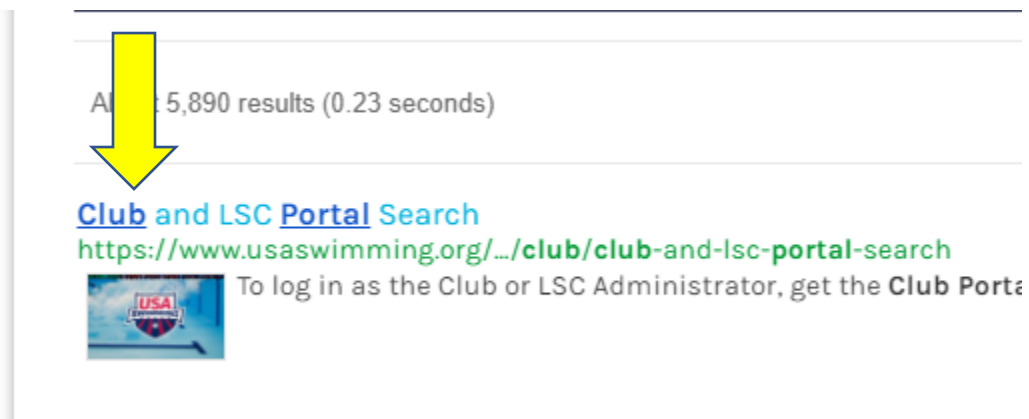 5,890 results (0.23 seconds)
Club and LSC Portal Search
https://www.usaswimming.org/.../club/club-and-lsc-portal-search
USA
To log in as the Club or LSC Administrator, get the Club Porta